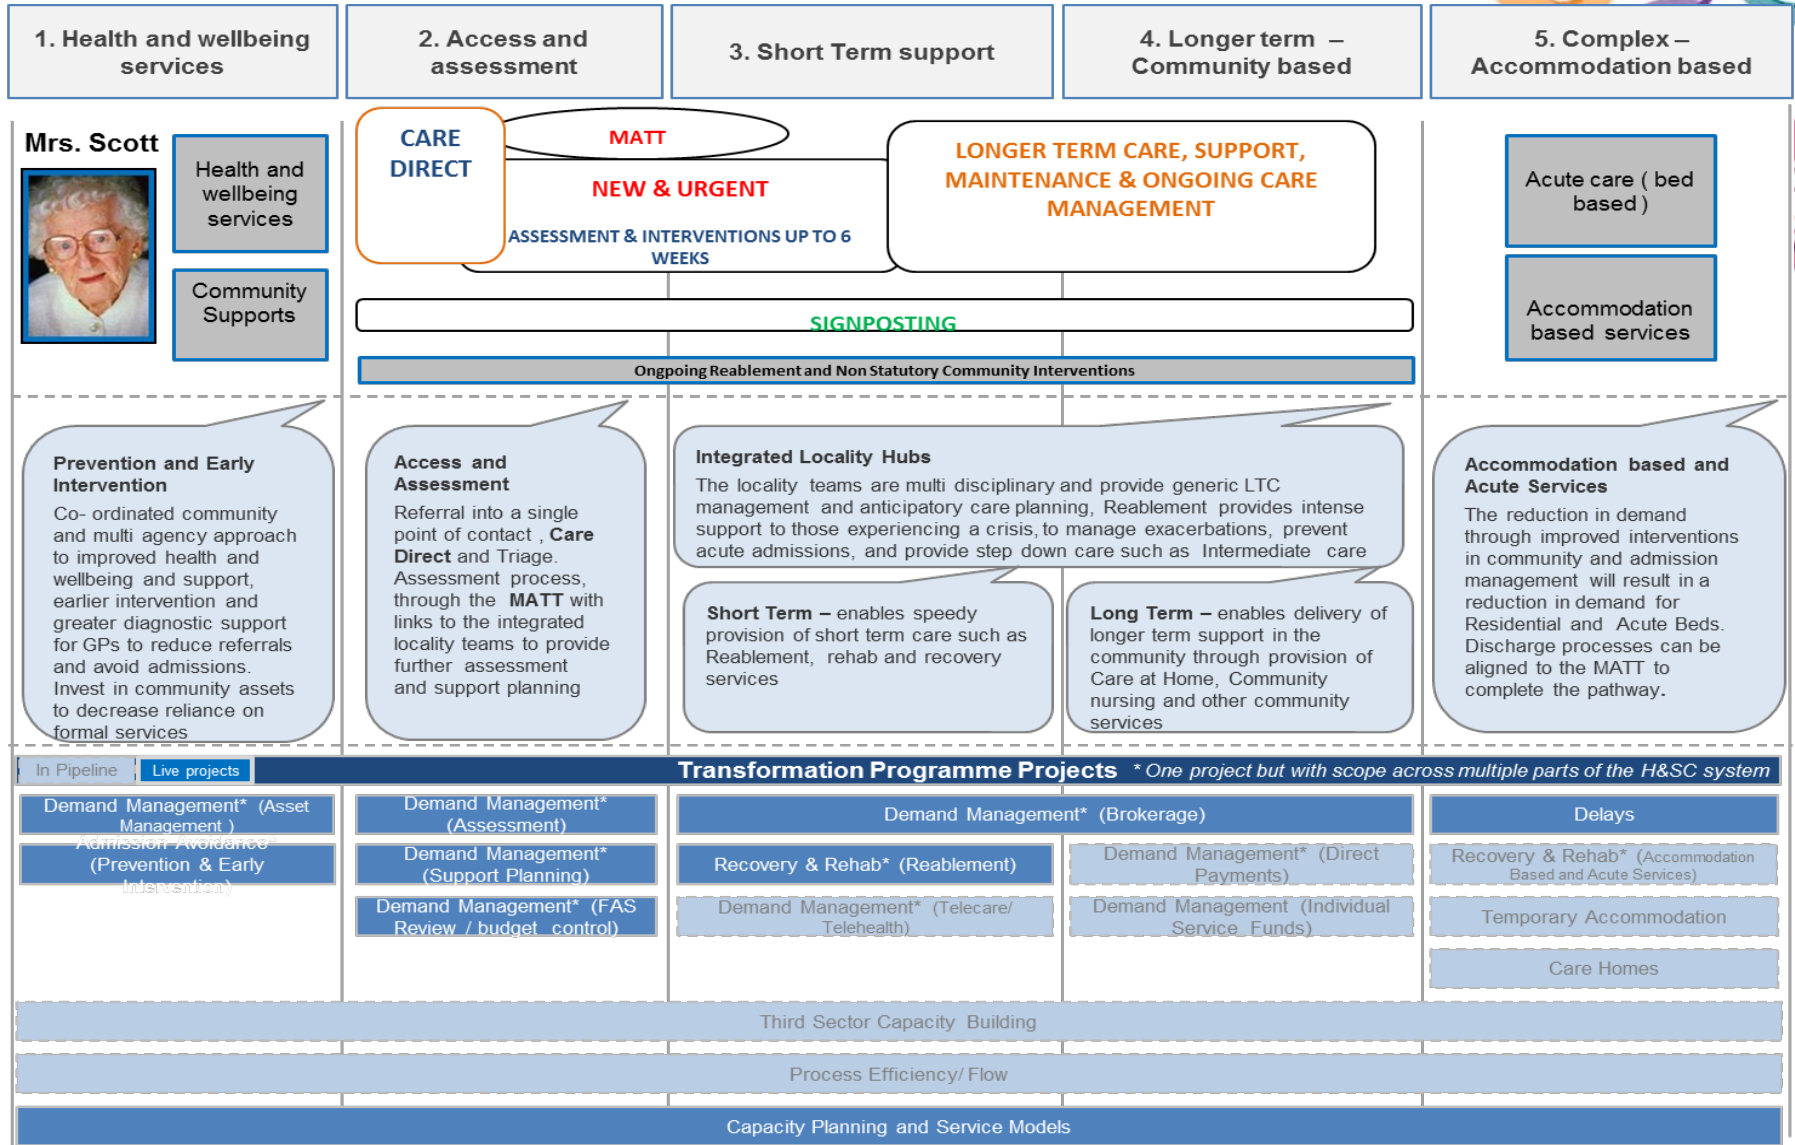 1. Health and wellbeing
services
2. Access and
assessment
3. Short Term support
4. Longer term –
Community based
5. Complex –
Accommodation based
Mrs. Scott
Health and
wellbeing
services
Community
Supports
CARE
DIRECT
MATT
NEW & URGENT
ASSESSMENT & INTERVENTIONS UP TO 6
WEEKS
LONGER TERM CARE, SUPPORT,
MAINTENANCE & ONGOING CARE
MANAGEMENT
SIGNPOSTING
Ongpoing Reablement and Non Statutory Community Interventions
Acute care ( bed
based )
Accommodation
based services
Prevention and Early
Intervention
Co- ordinated community
and multi agency approach
to improved health and
wellbeing and support,
earlier intervention and
greater diagnostic support
for GPs to reduce referrals
and avoid admissions.
Invest in community assets
to decrease reliance on
formal services
Access and
Assessment
Referral into a single
point of contact , Care
Direct and Triage.
Assessment process,
through the MATT with
links to the integrated
locality teams to provide
further assessment
and support planning
Integrated Locality Hubs
The locality teams are multi disciplinary and provide generic LTC
management and anticipatory care planning, Reablement provides intense
support to those experiencing a crisis, to manage exacerbations, prevent
acute admissions, and provide step down care such as Intermediate care
Short Term – enables speedy
provision of short term care such as
Reablement, rehab and recovery
services
Long Term – enables delivery of
longer term support in the
community through provision of
Care at Home, Community
nursing and other community
services
Accommodation based and
Acute Services
The reduction in demand
through improved interventions
in community and admission
management will result in a
reduction in demand for
Residential and Acute Beds.
Discharge processes can be
aligned to the MATT to
complete the pathway.
In Pipeline
Live projects
Transformation Programme Projects * One project but with scope across multiple parts of the H&SC system
Demand Management* (Asset
Management )
Admission Avoidance*
(Prevention & Early
Intervention)
Demand Management*
(Assessment)
Demand Management*
(Support Planning)
Demand Management* (FAS
Review / budget control)
Demand Management* (Brokerage)
Recovery & Rehab* (Reablement)
Demand Management* (Telecare/
Telehealth)
Demand Management* (Direct
Payments)
Demand Management (Individual
Service Funds)
Delays
Recovery & Rehab* (Accommodation
Based and Acute Services)
Temporary Accommodation
Care Homes
Third Sector Capacity Building
Process Efficiency/ Flow
Capacity Planning and Service Models